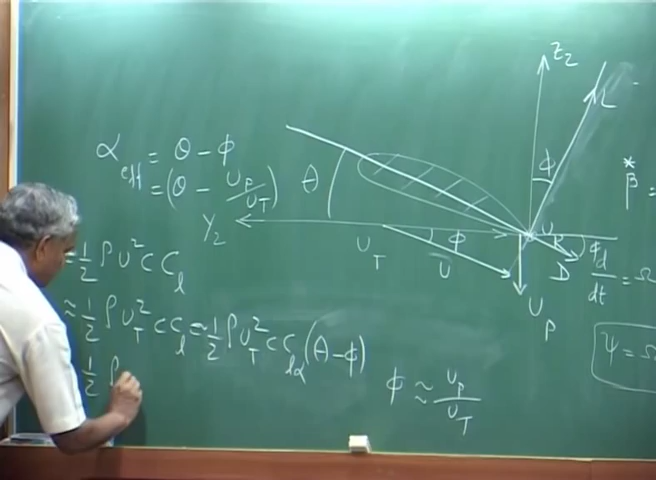 α_eff = θ − ϕ
= (θ − U_P/U_T)
= 1/2 ρ U² C C_l
≈ 1/2 ρ U_T² C C_l ≈ 1/2 ρ U_T² C C_lα (θ − ϕ)
1/2 ρ
ϕ ≈ U_P/U_T
Z_2
L
ϕ
θ
Y_2
U_T
ϕ
U
U_R
ϕ
D
U_P
*
β =
d/dt = Ω
ψ = Ω